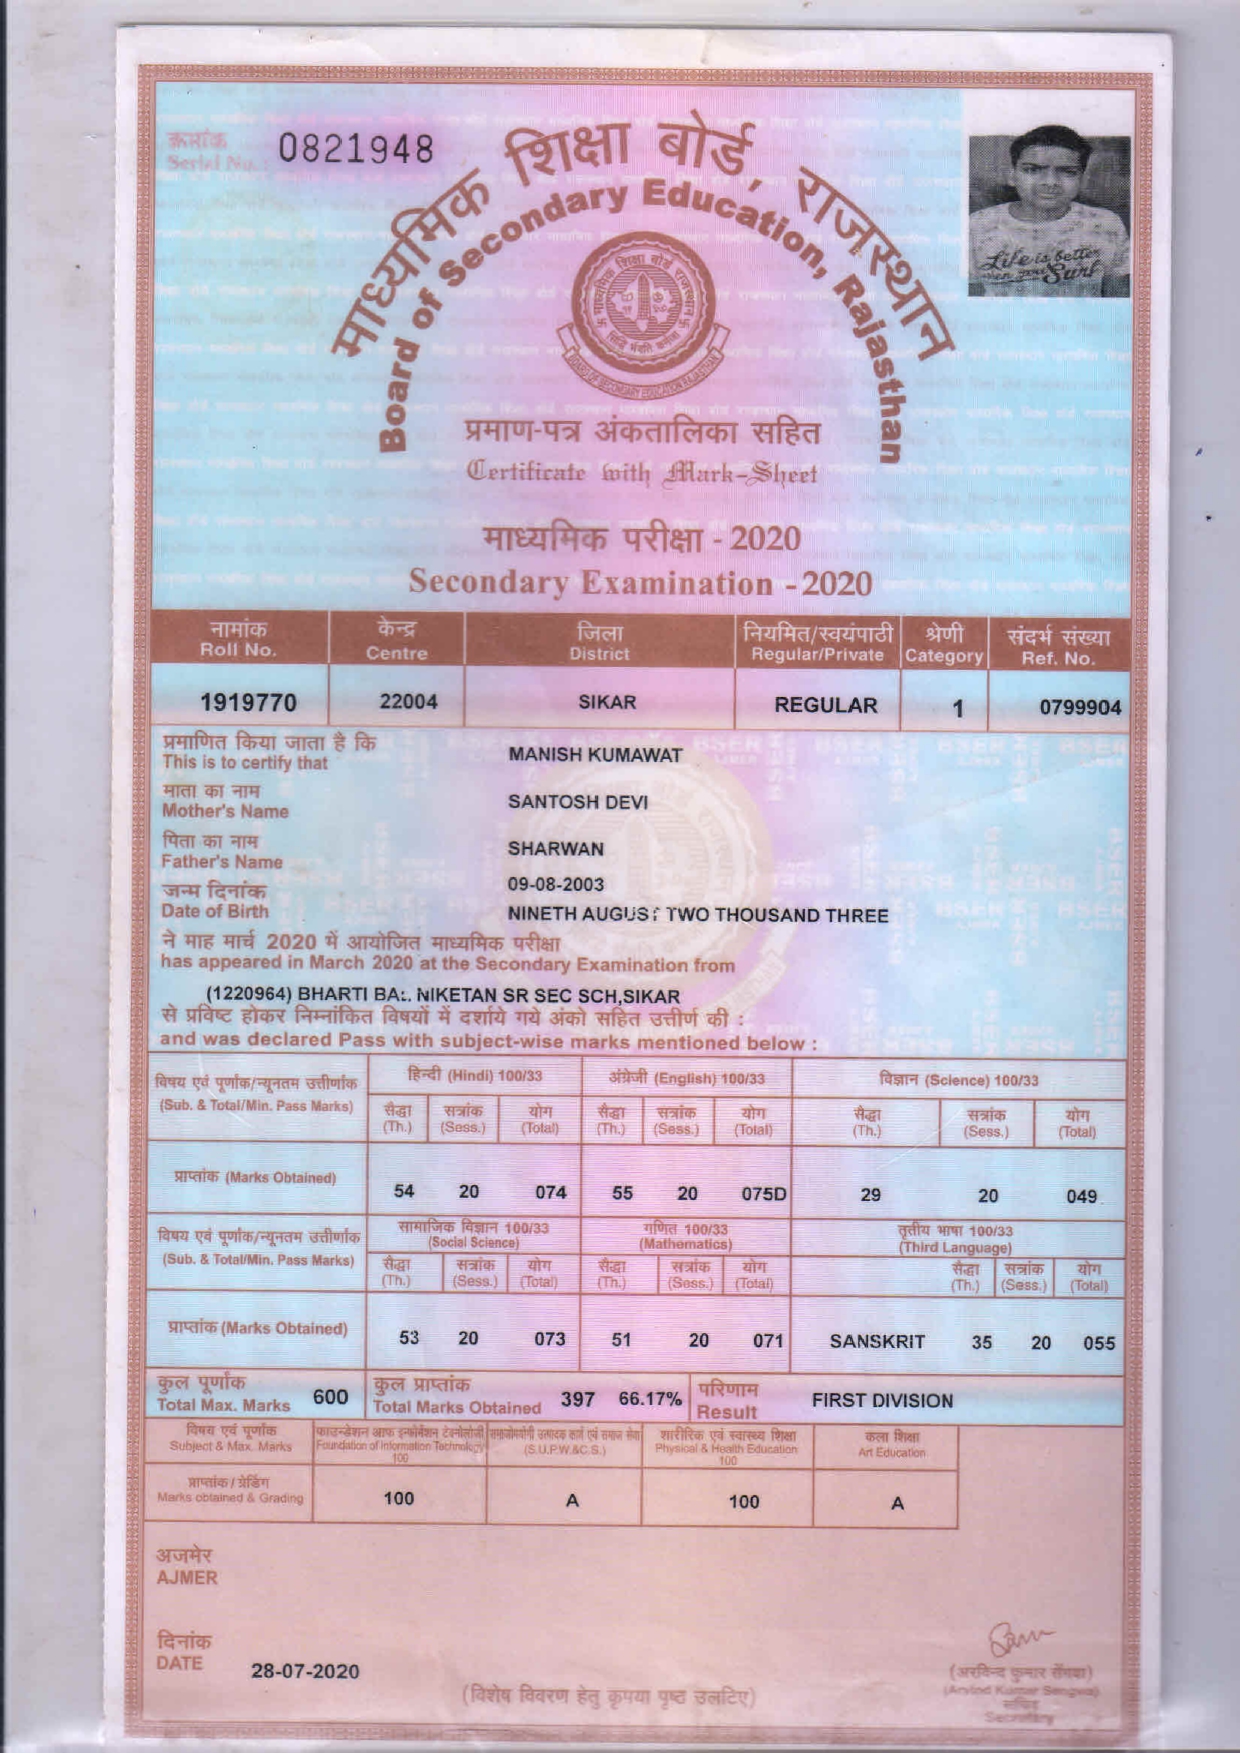 क्रमांक
Serial No. : 0821948
माध्यमिक शिक्षा बोर्ड, राजस्थान
Board of Secondary Education, Rajasthan
Life is better
Surf
माध्यमिक शिक्षा बोर्ड राजस्थान
BOARD OF SECONDARY EDUCATION RAJASTHAN
प्रमाण-पत्र अंकतालिका सहित
Certificate with Mark-Sheet
माध्यमिक परीक्षा - 2020
Secondary Examination - 2020
नामांक केन्द्र जिला नियमित/स्वयंपाठी श्रेणी संदर्भ संख्या
Roll No. Centre District Regular/Private Category Ref. No.
1919770 22004 SIKAR REGULAR 1 0799904
प्रमाणित किया जाता है कि
This is to certify that MANISH KUMAWAT
माता का नाम
Mother's Name SANTOSH DEVI
पिता का नाम
Father's Name SHARWAN
जन्म दिनांक 09-08-2003
Date of Birth NINETH AUGUST TWO THOUSAND THREE
ने माह मार्च 2020 में आयोजित माध्यमिक परीक्षा
has appeared in March 2020 at the Secondary Examination from
(1220964) BHARTI BAL NIKETAN SR SEC SCH,SIKAR
से प्रविष्ट होकर निम्नांकित विषयों में दर्शाये गये अंको सहित उत्तीर्ण की :
and was declared Pass with subject-wise marks mentioned below :
विषय एवं पूर्णांक/न्यूनतम उत्तीर्णांक हिन्दी (Hindi) 100/33 अंग्रेजी (English) 100/33 विज्ञान (Science) 100/33
(Sub. & Total/Min. Pass Marks) सैद्धा सत्रांक योग सैद्धा सत्रांक योग सैद्धा सत्रांक योग
(Th.) (Sess.) (Total) (Th.) (Sess.) (Total) (Th.) (Sess.) (Total)
प्राप्तांक (Marks Obtained) 54 20 074 55 20 075D 29 20 049
विषय एवं पूर्णांक/न्यूनतम उत्तीर्णांक सामाजिक विज्ञान 100/33 गणित 100/33 तृतीय भाषा 100/33
(Social Science) (Mathematics) (Third Language)
(Sub. & Total/Min. Pass Marks) सैद्धा सत्रांक योग सैद्धा सत्रांक योग सैद्धा सत्रांक योग
(Th.) (Sess.) (Total) (Th.) (Sess.) (Total) (Th.) (Sess.) (Total)
प्राप्तांक (Marks Obtained) 53 20 073 51 20 071 SANSKRIT 35 20 055
कुल पूर्णांक 600 कुल प्राप्तांक 397 66.17% परिणाम FIRST DIVISION
Total Max. Marks Total Marks Obtained Result
विषय एवं पूर्णांक फाउन्डेशन आफ इन्फोर्मेशन टेक्नोलोजी समाजोपयोगी उत्पादक कार्य एवं समाज सेवा शारीरिक एवं स्वास्थ्य शिक्षा कला शिक्षा
Subject & Max. Marks Foundation of Information Technology (S.U.P.W.&C.S.) Physical & Health Education Art Education
100 100
प्राप्तांक / ग्रेडिंग
Marks obtained & Grading 100 A 100 A
अजमेर
AJMER
दिनांक
DATE 28-07-2020
(विशेष विवरण हेतु कृपया पृष्ठ उलटिए)
(अरविन्द कुमार सेंगवा)
(Arvind Kumar Sengwa)
सचिव
Secretary